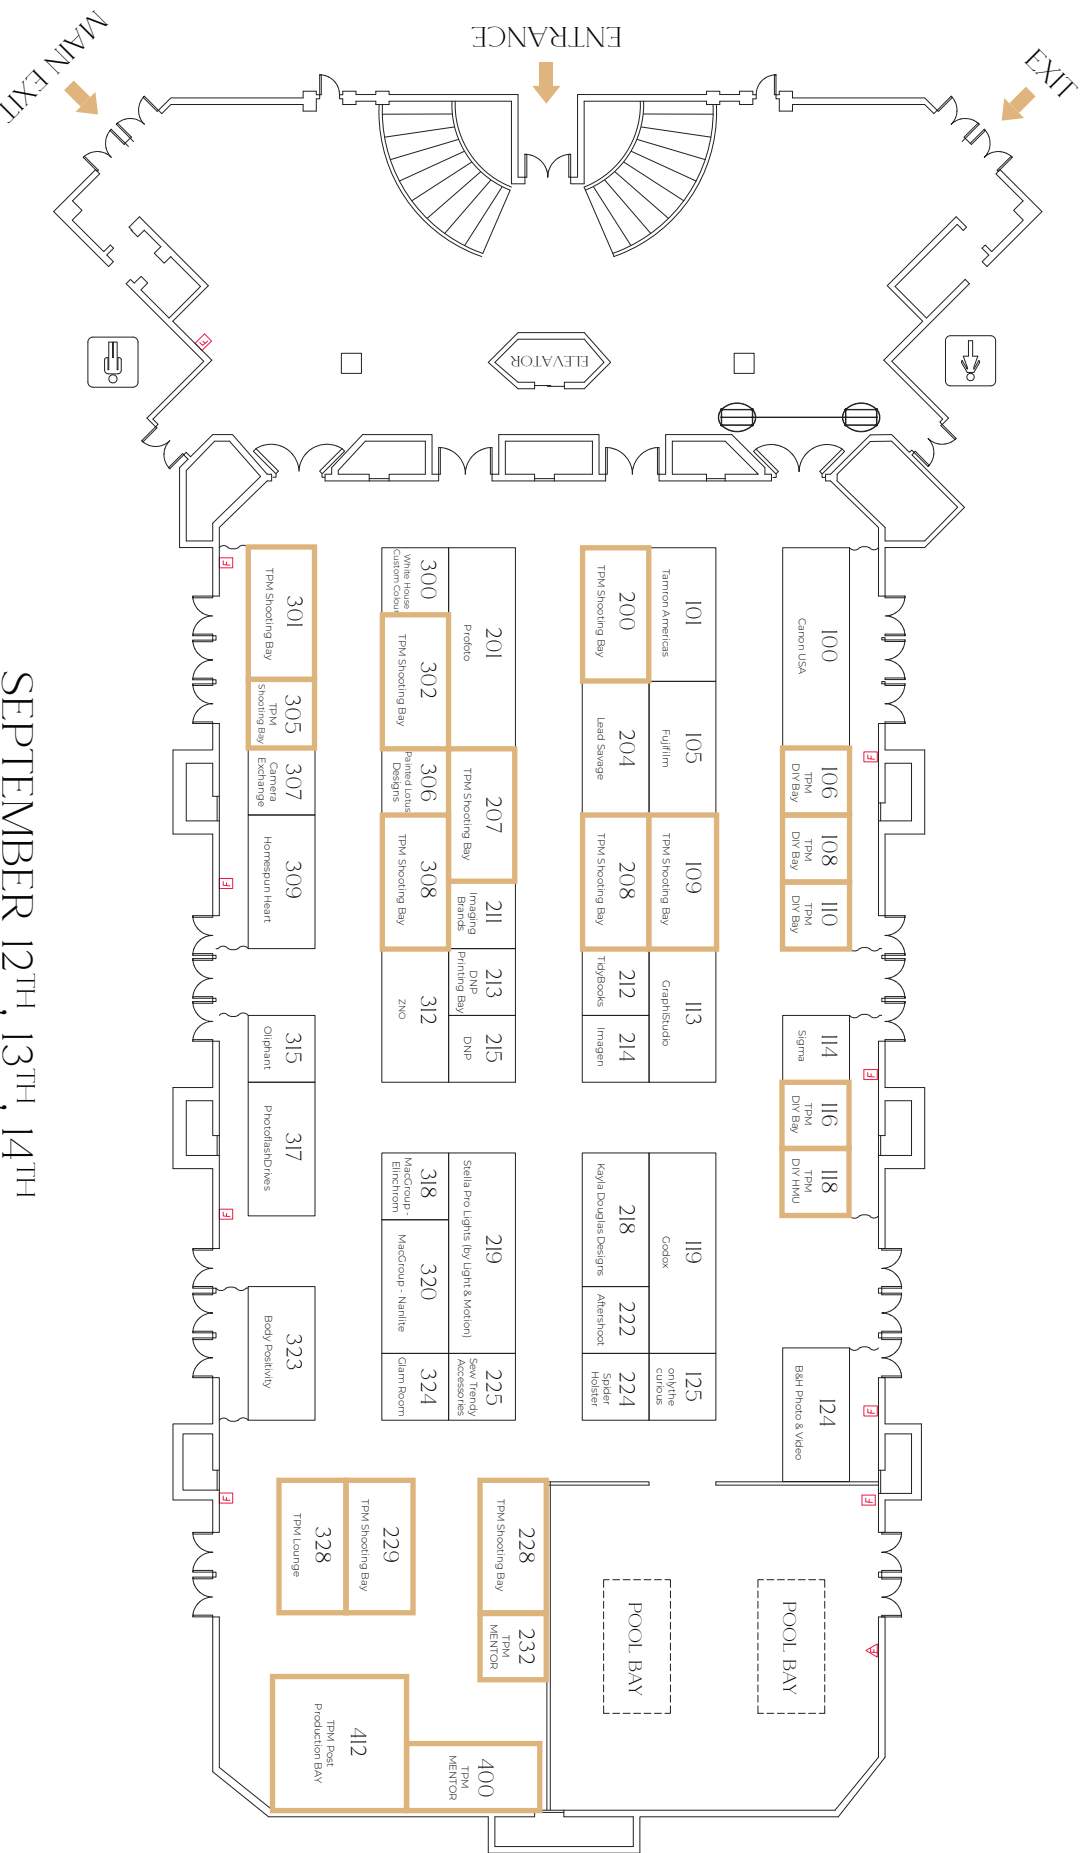 MAIN EXIT
ENTRANCE
EXIT
ELEVATOR
F
100
Canon USA
106
TPM
DIY Bay
108
TPM
DIY Bay
110
TPM
DIY Bay
114
Sigma
116
TPM
DIY Bay
118
TPM
DIY HMU
124
B&H Photo & Video
101
Tamron Americas
105
Fujifilm
109
TPM Shooting Bay
113
GraphiStudio
119
Godox
125
onlythe
curious
200
TPM Shooting Bay
204
Lead Savage
208
TPM Shooting Bay
212
TidyBooks
214
Imagen
218
Kayla Douglas Designs
222
Aftershoot
224
Spider
Holster
201
Profoto
207
TPM Shooting Bay
211
Imaging
Brands
213
DNP
Printing Bay
215
DNP
219
Stella Pro Lights (by Light & Motion)
225
Sew Trendy
Accessories
300
White House
Custom Colour
302
TPM Shooting Bay
306
Painted Lotus
Designs
308
TPM Shooting Bay
312
ZNO
318
MacGroup -
Elinchrom
320
MacGroup - Nanlite
324
Glam Room
301
TPM Shooting Bay
305
TPM
Shooting Bay
307
Camera
Exchange
309
Homespun Heart
315
Oliphant
317
PhotoflashDrives
323
Body Positivity
228
TPM Shooting Bay
232
TPM
MENTOR
229
TPM Shooting Bay
328
TPM Lounge
400
TPM
MENTOR
412
TPM Post
Production BAY
POOL BAY
POOL BAY
F
F
F
F
F
F
F
F
F
F
F
SEPTEMBER 12TH, 13TH, 14TH